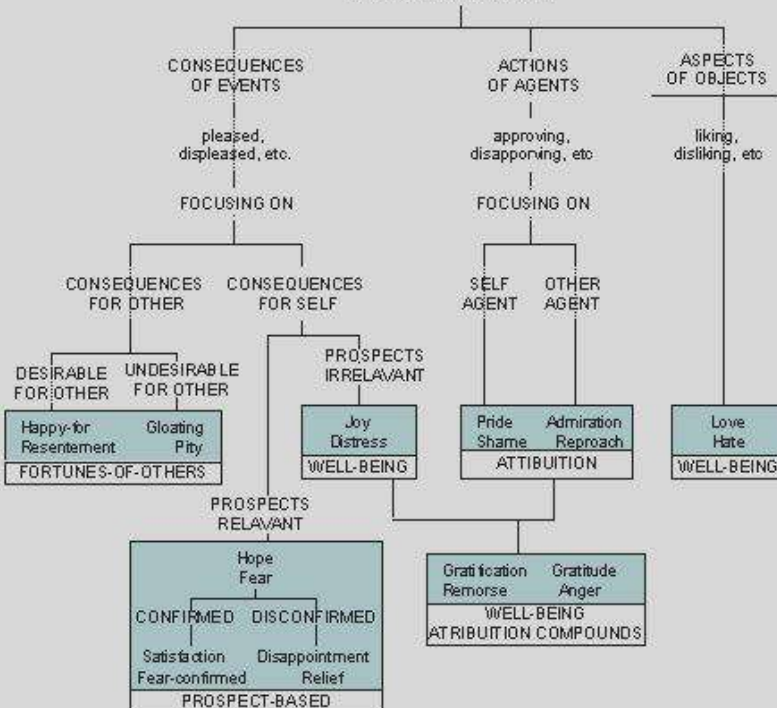 CONSEQUENCES
OF EVENTS
ACTIONS
OF AGENTS
ASPECTS
OF OBJECTS
pleased,
displeased, etc.
approving,
disapporving, etc
liking,
disliking, etc
FOCUSING ON
FOCUSING ON
CONSEQUENCES
FOR OTHER
CONSEQUENCES
FOR SELF
SELF
AGENT
OTHER
AGENT
DESIRABLE
FOR OTHER
UNDESIRABLE
FOR OTHER
PROSPECTS
IRRELAVANT
Happy-for
Resentement
Gloating
Pity
FORTUNES-OF-OTHERS
Joy
Distress
WELL-BEING
Pride
Shame
Admiration
Reproach
ATTIBUITION
Love
Hate
WELL-BEING
PROSPECTS
RELAVANT
Hope
Fear
CONFIRMED
DISCONFIRMED
Satisfaction
Fear-confirmed
Disappointment
Relief
PROSPECT-BASED
Gratification
Remorse
Gratitude
Anger
WELL-BEING
ATRIBUITION COMPOUNDS